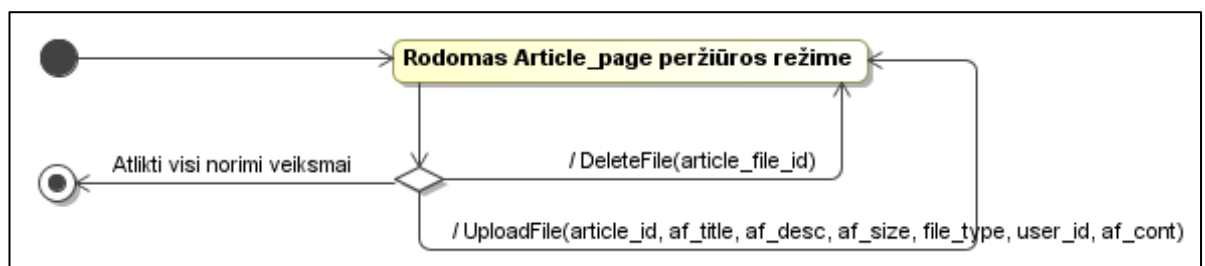 Rodomas Article_page peržiūros režime
Atlikti visi norimi veiksmai
/ DeleteFile(article_file_id)
/ UploadFile(article_id, af_title, af_desc, af_size, file_type, user_id, af_cont)